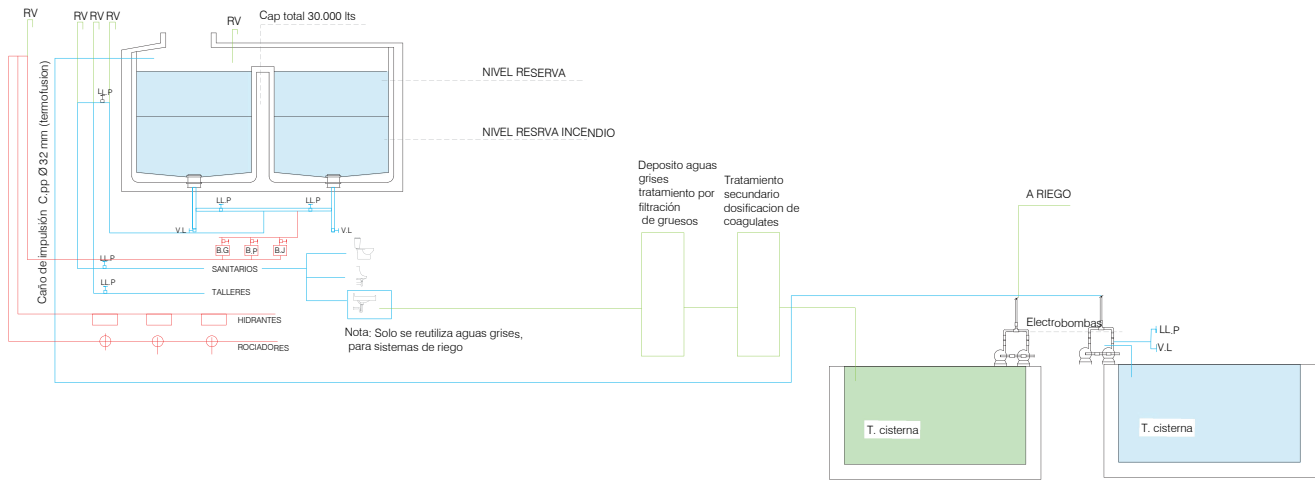 RV
RV RV RV
RV
Cap total 30.000 lts
Caño de impulsión C.pp Ø 32 mm (termofusion)
LL.P
NIVEL RESERVA
NIVEL RESRVA INCENDIO
LL.P
LL.P
V.L
V.L
B.G
B.P
B.J
LL.P
SANITARIOS
LL.P
TALLERES
HIDRANTES
ROCIADORES
Nota: Solo se reutiliza aguas grises,
para sistemas de riego
Deposito aguas
grises
tratamiento por
filtración
de gruesos
Tratamiento
secundario
dosificacion de
coagulates
A RIEGO
Electrobombas
LL.P
V.L
T. cisterna
T. cisterna